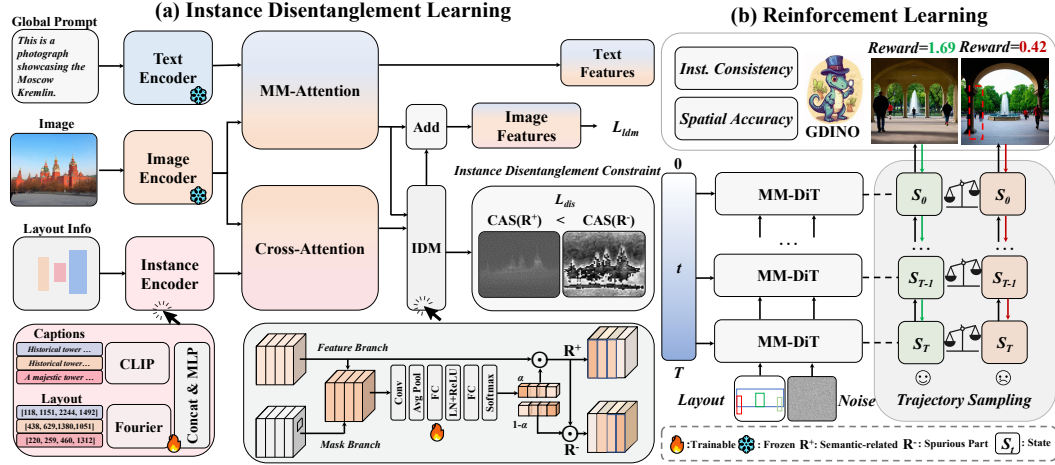 (a) Instance Disentanglement Learning
Global Prompt
This is a
photograph
showcasing the
Moscow
Kremlin.
Text
Encoder
MM-Attention
Text
Features
Image
Image
Encoder
Add
Image
Features
L_ldm
Instance Disentanglement Constraint
L_dis
CAS(R⁺) < CAS(R⁻)
Layout Info
Instance
Encoder
Cross-Attention
IDM
Captions
Historical tower ...
Historical tower...
A majestic tower ...
CLIP
Layout
[118, 1151, 2244, 1492]
[438, 629,1380,1051]
[220, 259, 460, 1312]
Fourier
Concat & MLP
Feature Branch
Mask Branch
Conv
Avg Pool
FC
LN+ReLU
FC
Softmax
α
1-α
R⁺
R⁻
(b) Reinforcement Learning
Inst. Consistency
Spatial Accuracy
GDINO
Reward=1.69
Reward=0.42
0
t
T
MM-DiT
...
MM-DiT
MM-DiT
S_0
S_0
...
...
S_T-1
S_T-1
S_T
S_T
Layout
Noise
Trajectory Sampling
:Trainable
: Frozen
R⁺: Semantic-related
R⁻: Spurious Part
S_t : State